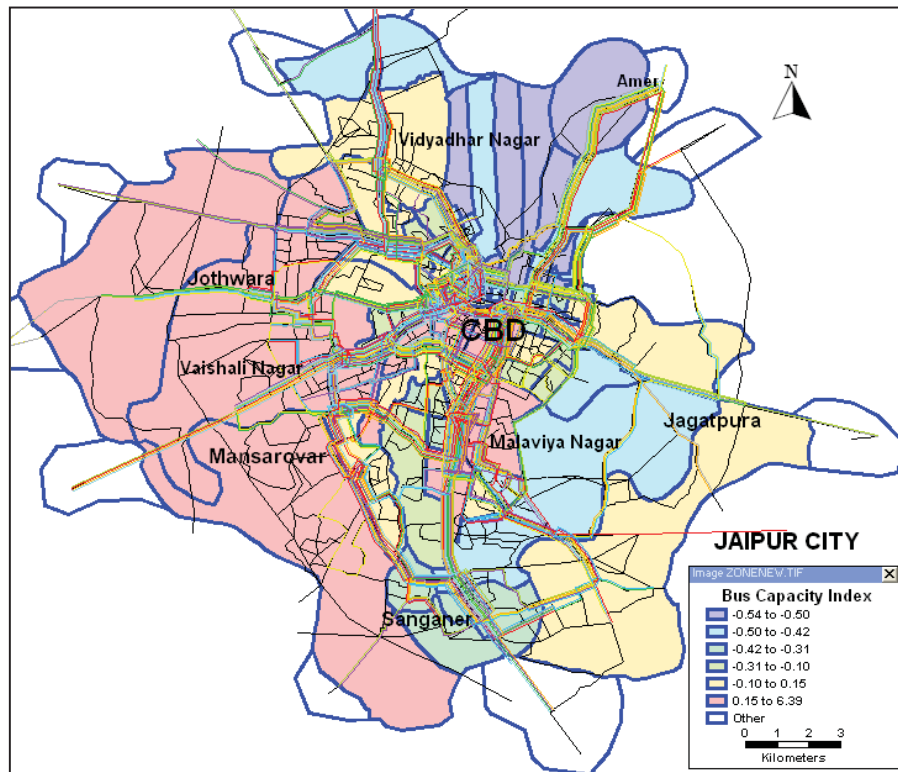 N
Amer
Vidyadhar Nagar
Jothwara
CBD
Vaishali Nagar
Jagatpura
Malaviya Nagar
Mansarovar
JAIPUR CITY
Sanganer
Image ZONENEW.TIF
Bus Capacity Index
-0.54 to -0.50
-0.50 to -0.42
-0.42 to -0.31
-0.31 to -0.10
-0.10 to 0.15
0.15 to 6.39
Other
0 1 2 3
Kilometers